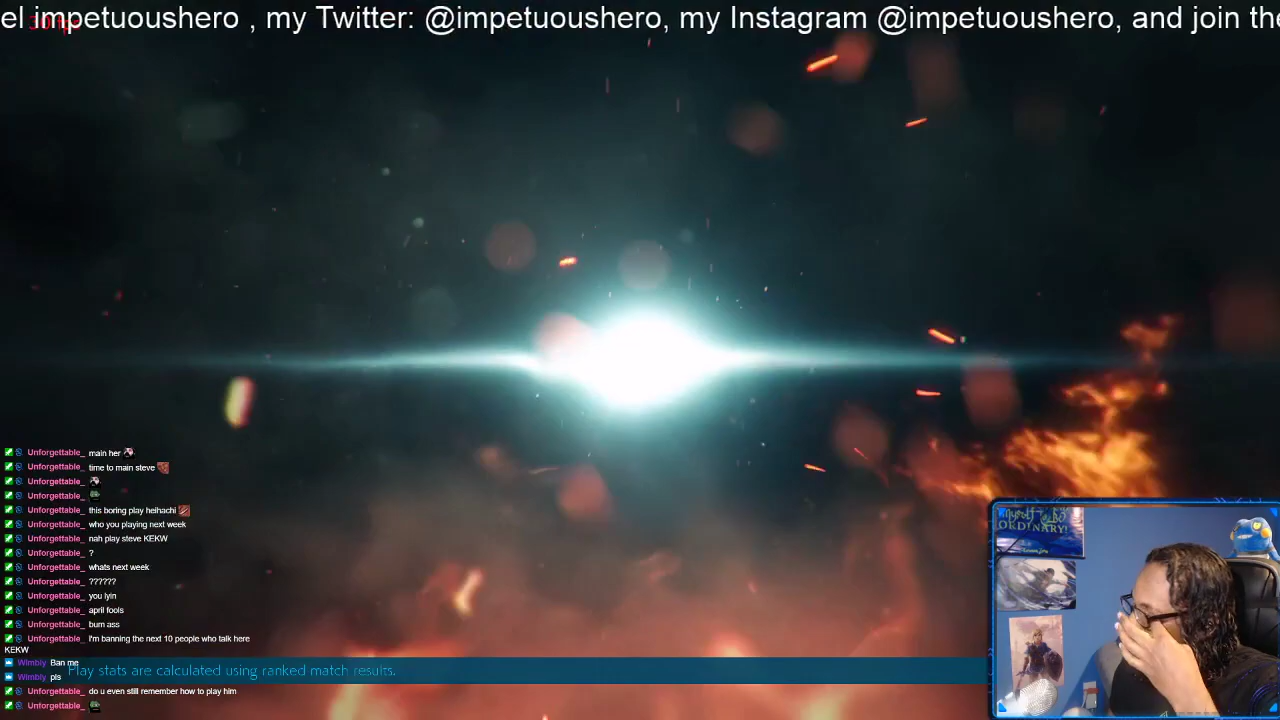 el impetuoushero , my Twitter: @impetuoushero, my Instagram @impetuoushero, and join the
30 fps
Unforgettable_ main her
Unforgettable_ time to main steve
Unforgettable_
Unforgettable_
Unforgettable_ this boring play heihachi
Unforgettable_ who you playing next week
Unforgettable_ nah play steve KEKW
Unforgettable_ ?
Unforgettable_ whats next week
Unforgettable_ ??????
Unforgettable_ you lyin
Unforgettable_ april fools
Unforgettable_ bum ass
Unforgettable_ I'm banning the next 10 people who talk here
KEKW
Wimbly Ban me
Wimbly pls
Play stats are calculated using ranked match results.
Unforgettable_ do u even still remember how to play him
Unforgettable_
ORDINARY!